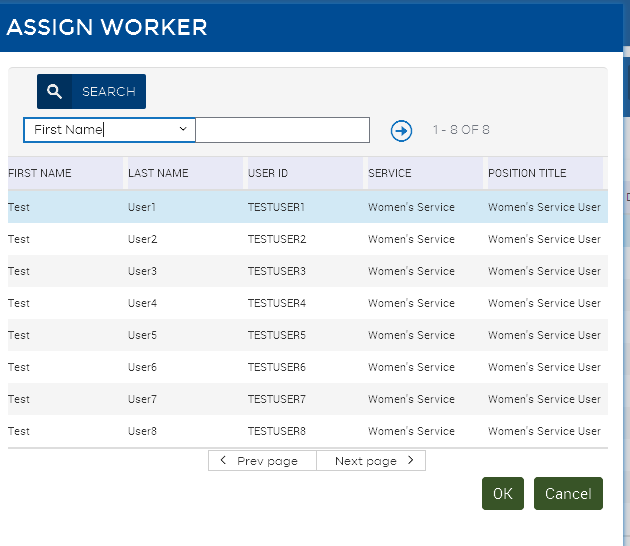 ASSIGN WORKER
SEARCH
First Name
1 - 8 OF 8
FIRST NAME LAST NAME USER ID SERVICE POSITION TITLE
Test User1 TESTUSER1 Women's Service Women's Service User
Test User2 TESTUSER2 Women's Service Women's Service User
Test User3 TESTUSER3 Women's Service Women's Service User
Test User4 TESTUSER4 Women's Service Women's Service User
Test User5 TESTUSER5 Women's Service Women's Service User
Test User6 TESTUSER6 Women's Service Women's Service User
Test User7 TESTUSER7 Women's Service Women's Service User
Test User8 TESTUSER8 Women's Service Women's Service User
Prev page Next page
OK Cancel